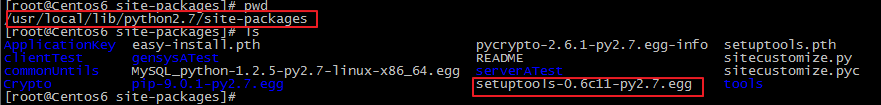 [root@Centos6 site-packages]# pwd
/usr/local/lib/python2.7/site-packages
[root@Centos6 site-packages]# ls
ApplicationKey easy-install.pth pycrypto-2.6.1-py2.7.egg-info setuptools.pth
clientTest gensysATest README sitecustomize.py
commonUtils MySQL_python-1.2.5-py2.7-linux-x86_64.egg serverATest sitecustomize.pyc
Crypto pip-9.0.1-py2.7.egg setuptools-0.6c11-py2.7.egg tools
[root@Centos6 site-packages]#